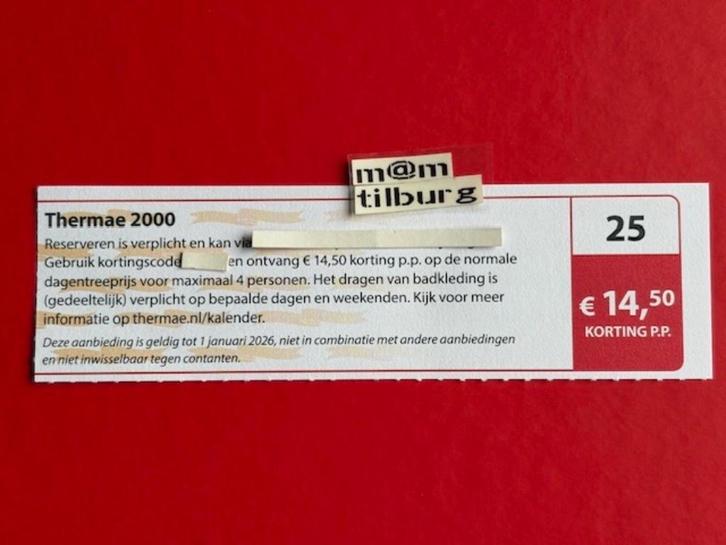 m@m
tilburg
Thermae 2000
Reserveren is verplicht en kan via
Gebruik kortingscode en ontvang € 14,50 korting p.p. op de normale
dagentreeprijs voor maximaal 4 personen. Het dragen van badkleding is
(gedeeltelijk) verplicht op bepaalde dagen en weekenden. Kijk voor meer
informatie op thermae.nl/kalender.
Deze aanbieding is geldig tot 1 januari 2026, niet in combinatie met andere aanbiedingen
en niet inwisselbaar tegen contanten.
25
€ 14,50
KORTING P.P.